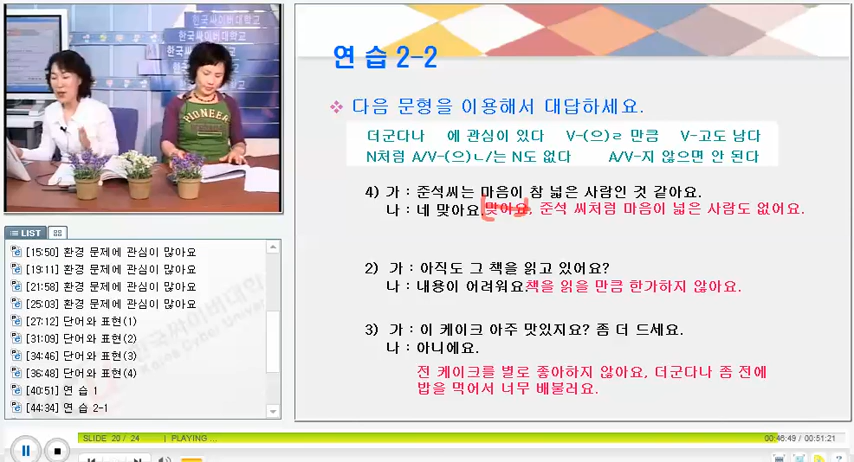 한국싸이버대학교
한국싸이버대학교
한국싸이버대학교
PIONEER
연 습 2-2
다음 문형을 이용해서 대답하세요.
더군다나 에 관심이 있다 V-(으)ㄹ 만큼 V-고도 남다
N처럼 A/V-(으)ㄴ/는 N도 없다 A/V-지 않으면 안 된다
4) 가 : 준석씨는 마음이 참 넓은 사람인 것 같아요.
나 : 네 맞아요.맞아요, 준석 씨처럼 마음이 넓은 사람도 없어요.
2) 가 : 아직도 그 책을 읽고 있어요?
나 : 내용이 어려워요.책을 읽을 만큼 한가하지 않아요.
3) 가 : 이 케이크 아주 맛있지요? 좀 더 드세요.
나 : 아니에요.
전 케이크를 별로 좋아하지 않아요, 더군다나 좀 전에
밥을 먹어서 너무 배불러요.
LIST
[15:50] 환경 문제에 관심이 많아요
[19:11] 환경 문제에 관심이 많아요
[21:58] 환경 문제에 관심이 많아요
[25:03] 환경 문제에 관심이 많아요
[27:12] 단어와 표현(1)
[31:09] 단어와 표현(2)
[34:46] 단어와 표현(3)
[36:48] 단어와 표현(4)
[40:51] 연 습 1
[44:34] 연 습 2-1
한국싸이버대학
Korea Cyber Univer
SLIDE 20 / 24 | PLAYING ...
00:46:49 / 00:51:21